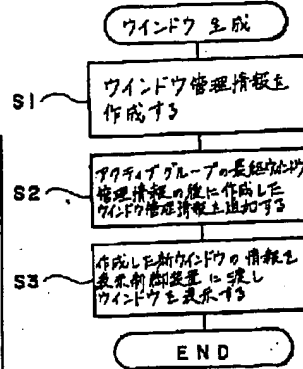 ウインドウ生成
S1
ウインドウ管理情報を
作成する
S2
アクティブグループの最終ウインドウ
管理情報の後に作成した
ウインドウ管理情報を追加する
S3
作成した新ウインドウの情報を
表示制御装置に渡し
ウインドウを表示する
END